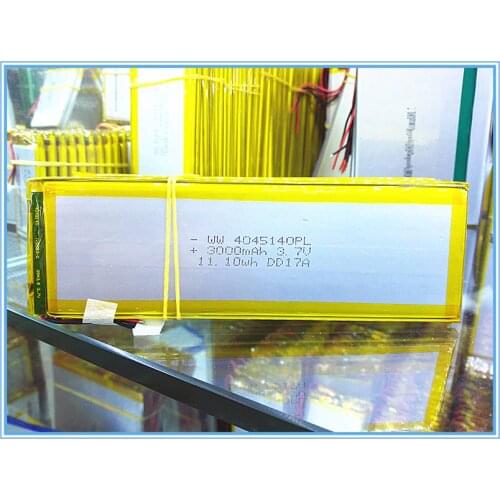 - WW 4045140PL
+ 3000mAh 3.7V
11.10wh DD17A